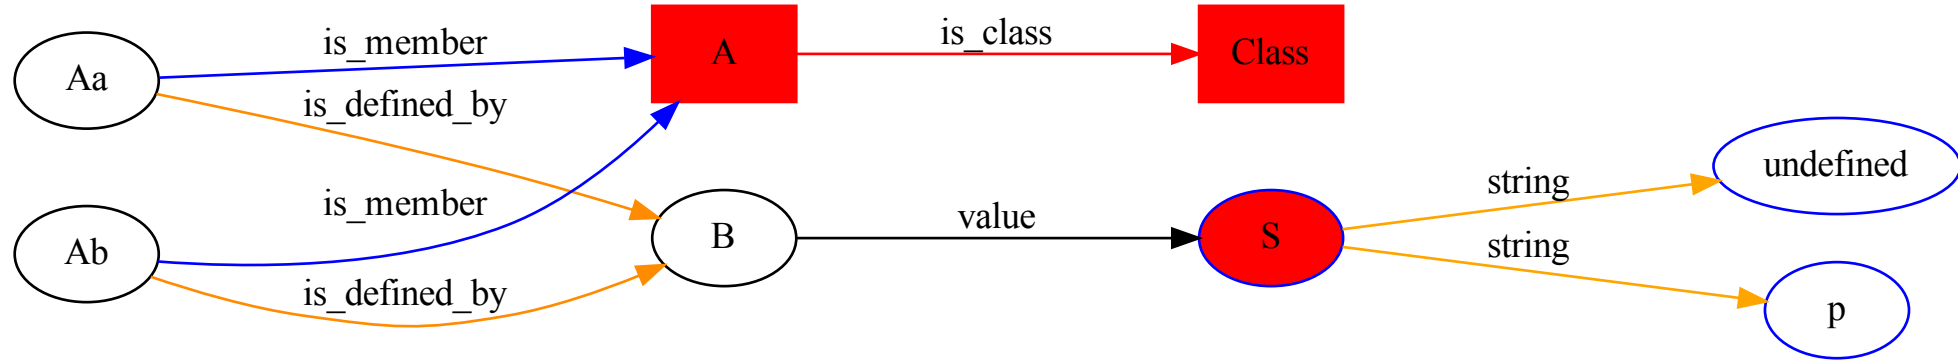 is_member
A
is_class
Class
Aa
is_defined_by
undefined
string
is_member
B
value
S
Ab
string
is_defined_by
p